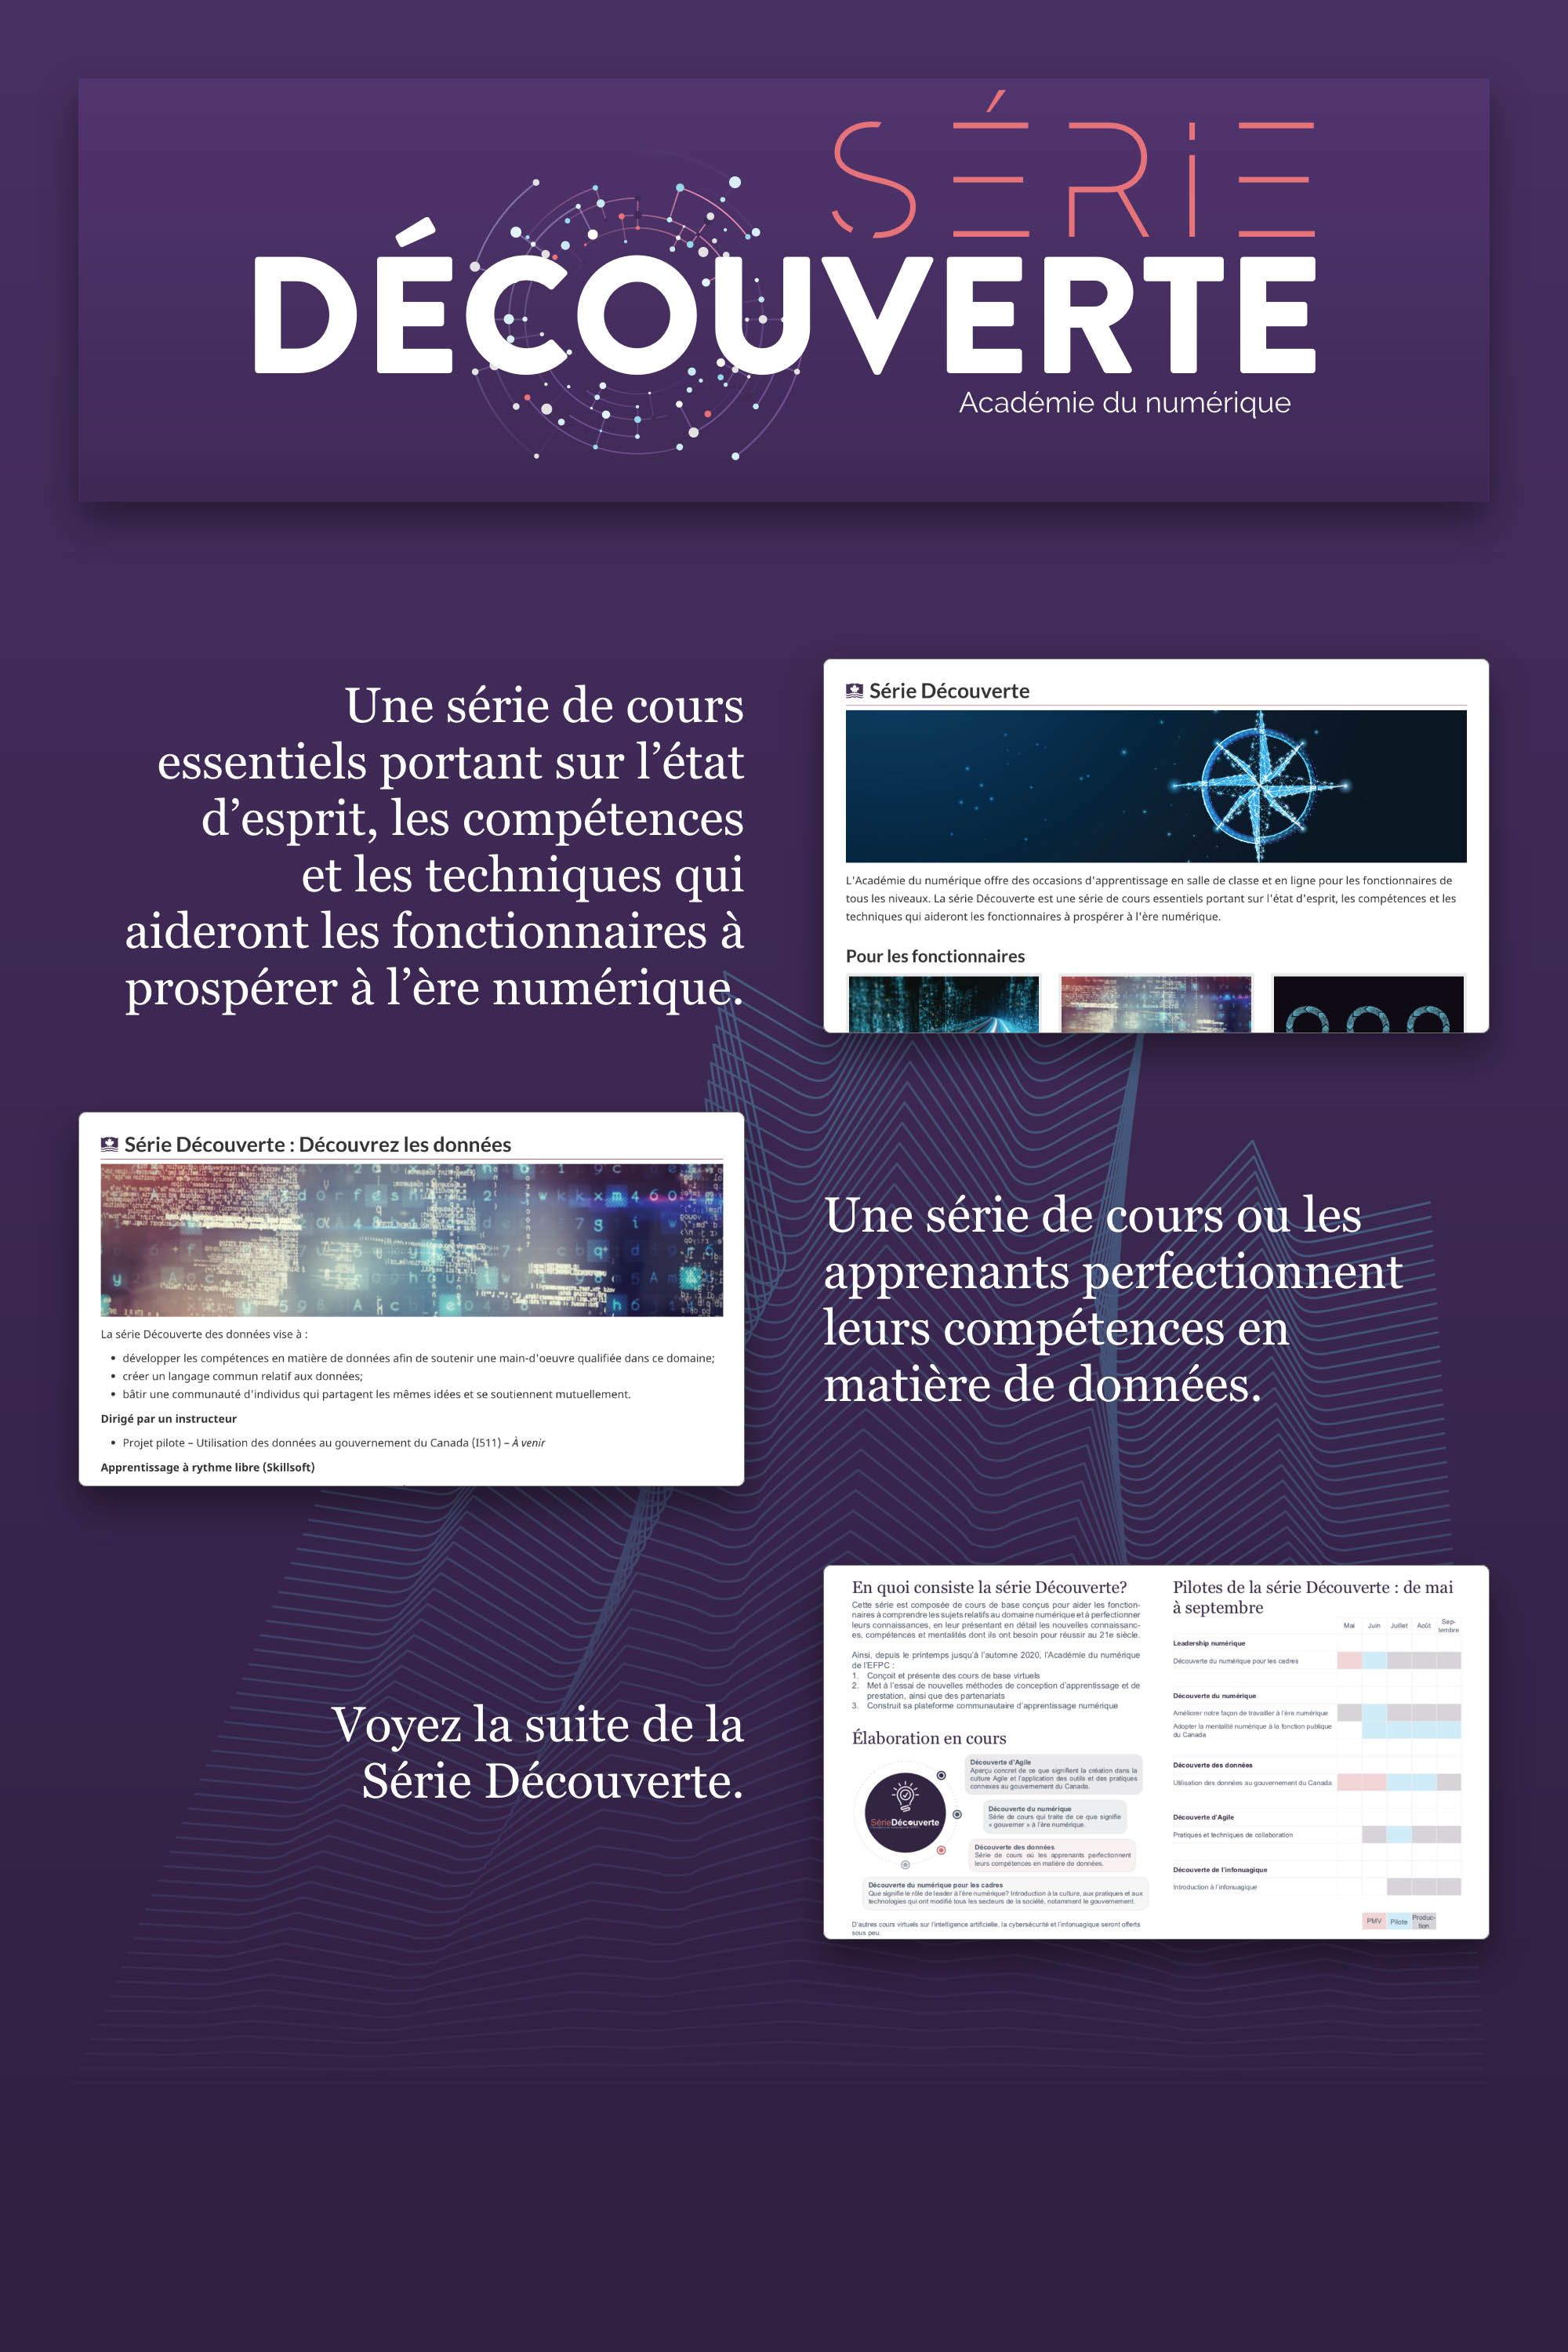 SÉRIE
DÉCOUVERTE
Académie du numérique
Une série de cours
essentiels portant sur l’état
d’esprit, les compétences
et les techniques qui
aideront les fonctionnaires à
prospérer à l’ère numérique.
Série Découverte
L'Académie du numérique offre des occasions d'apprentissage en salle de classe et en ligne pour les fonctionnaires de
tous les niveaux. La série Découverte est une série de cours essentiels portant sur l'état d'esprit, les compétences et les
techniques qui aideront les fonctionnaires à prospérer à l'ère numérique.
Pour les fonctionnaires
Série Découverte : Découvrez les données
La série Découverte des données vise à :
• développer les compétences en matière de données afin de soutenir une main-d'oeuvre qualifiée dans ce domaine;
• créer un langage commun relatif aux données;
• bâtir une communauté d'individus qui partagent les mêmes idées et se soutiennent mutuellement.
Dirigé par un instructeur
• Projet pilote – Utilisation des données au gouvernement du Canada (I511) – À venir
Apprentissage à rythme libre (Skillsoft)
Une série de cours ou les
apprenants perfectionnent
leurs compétences en
matière de données.
Voyez la suite de la
Série Découverte.
En quoi consiste la série Découverte?
Cette série est composée de cours de base conçus pour aider les fonction-
naires à comprendre les sujets relatifs au domaine numérique et à perfectionner
leurs connaissances, en leur présentant en détail les nouvelles connaissanc-
es, compétences et mentalités dont ils ont besoin pour réussir au 21e siècle.
Ainsi, depuis le printemps jusqu’à l’automne 2020, l’Académie du numérique
de l’EFPC :
1. Conçoit et présente des cours de base virtuels
2. Met à l’essai de nouvelles méthodes de conception d’apprentissage et de
prestation, ainsi que des partenariats
3. Construit sa plateforme communautaire d’apprentissage numérique
Élaboration en cours
SérieDécouverte
Découverte d’Agile
Aperçu concret de ce que signifient la création dans la
culture Agile et l’application des outils et des pratiques
connexes au gouvernement du Canada.
Découverte du numérique
Série de cours qui traite de ce que signifie
« gouverner » à l’ère numérique.
Découverte des données
Série de cours où les apprenants perfectionnent
leurs compétences en matière de données.
Découverte du numérique pour les cadres
Que signifie le rôle de leader à l’ère numérique? Introduction à la culture, aux pratiques et aux
technologies qui ont modifié tous les secteurs de la société, notamment le gouvernement.
D’autres cours virtuels sur l’intelligence artificielle, la cybersécurité et l’infonuagique seront offerts
sous peu.
Pilotes de la série Découverte : de mai
à septembre
Mai Juin Juillet Août Sep-
tembre
Leadership numérique
Découverte du numérique pour les cadres
Découverte du numérique
Améliorer notre façon de travailler à l’ère numérique
Adopter la mentalité numérique à la fonction publique
du Canada
Découverte des données
Utilisation des données au gouvernement du Canada
Découverte d’Agile
Pratiques et techniques de collaboration
Découverte de l’infonuagique
Introduction à l’infonuagique
PMV Pilote Produc-
tion